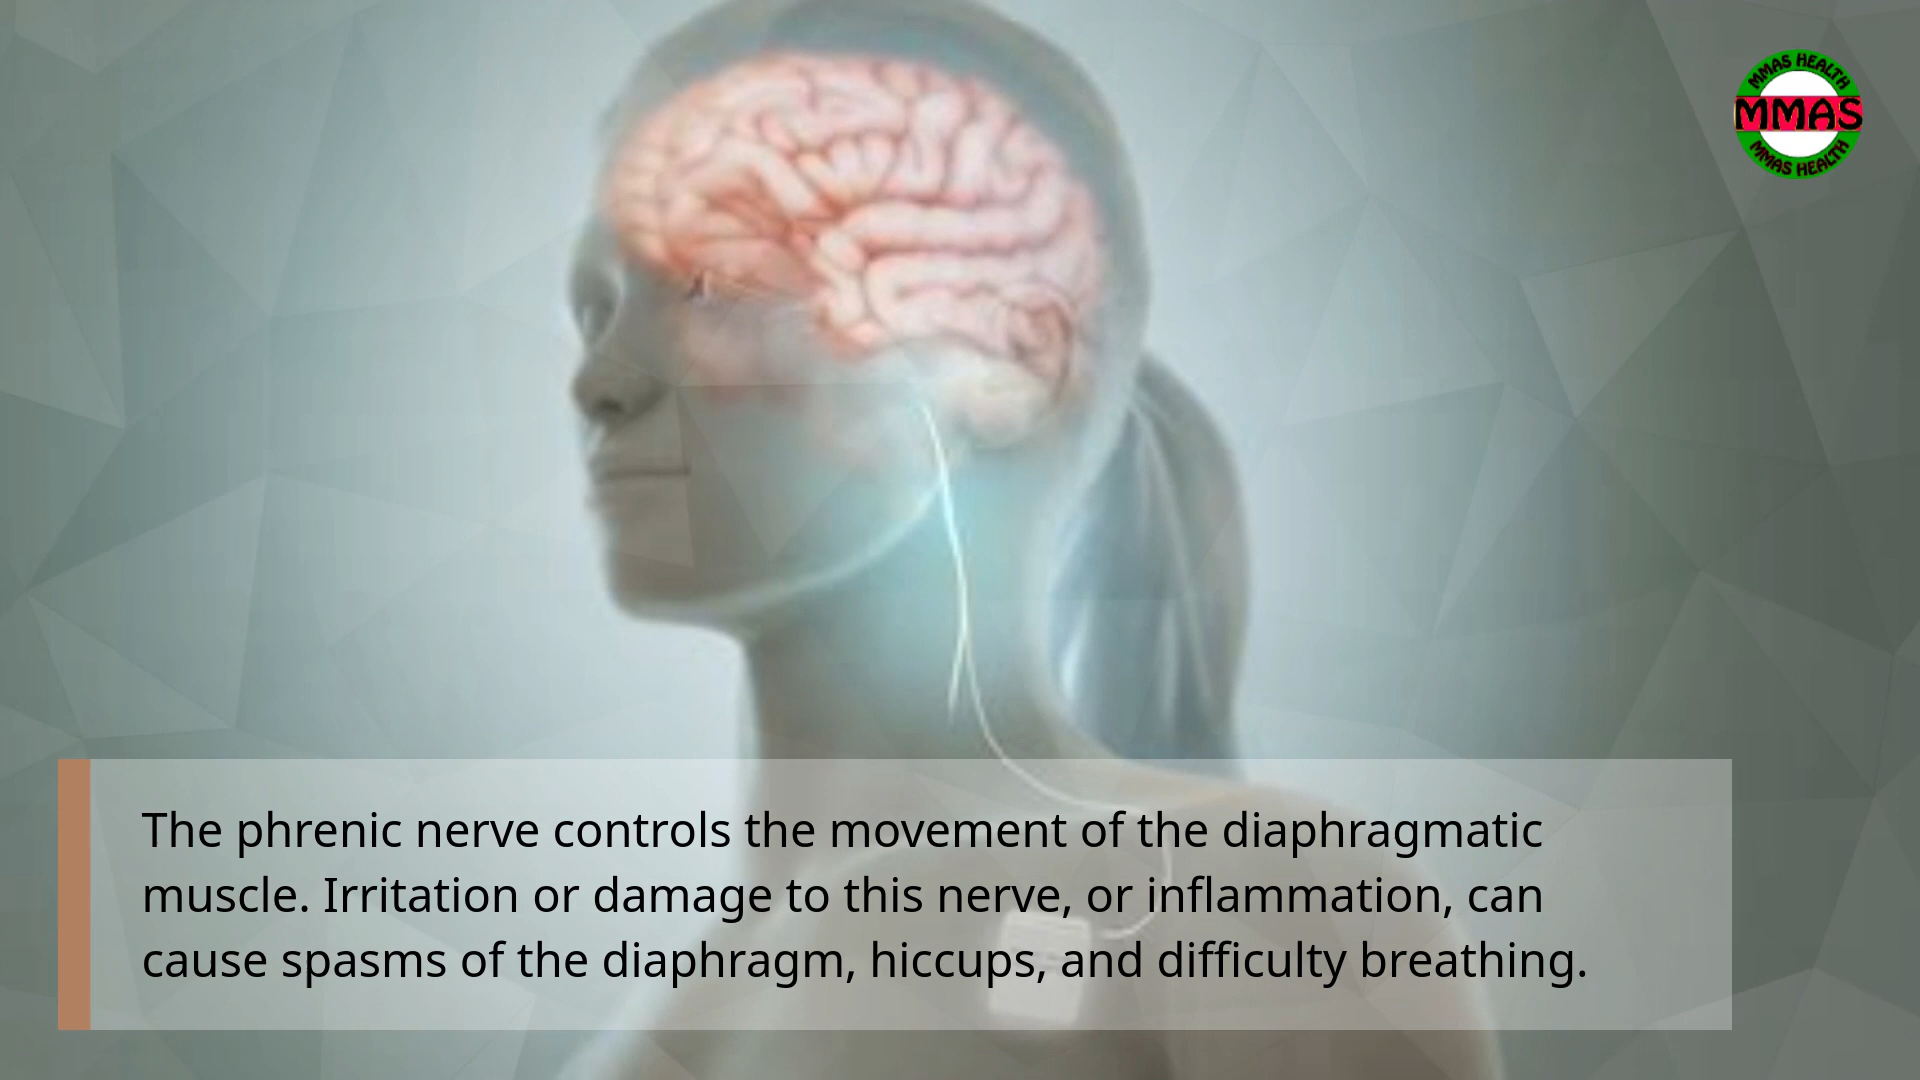 MMAS HEALTH
MMAS
MMAS HEALTH
The phrenic nerve controls the movement of the diaphragmatic
muscle. Irritation or damage to this nerve, or inflammation, can
cause spasms of the diaphragm, hiccups, and difficulty breathing.